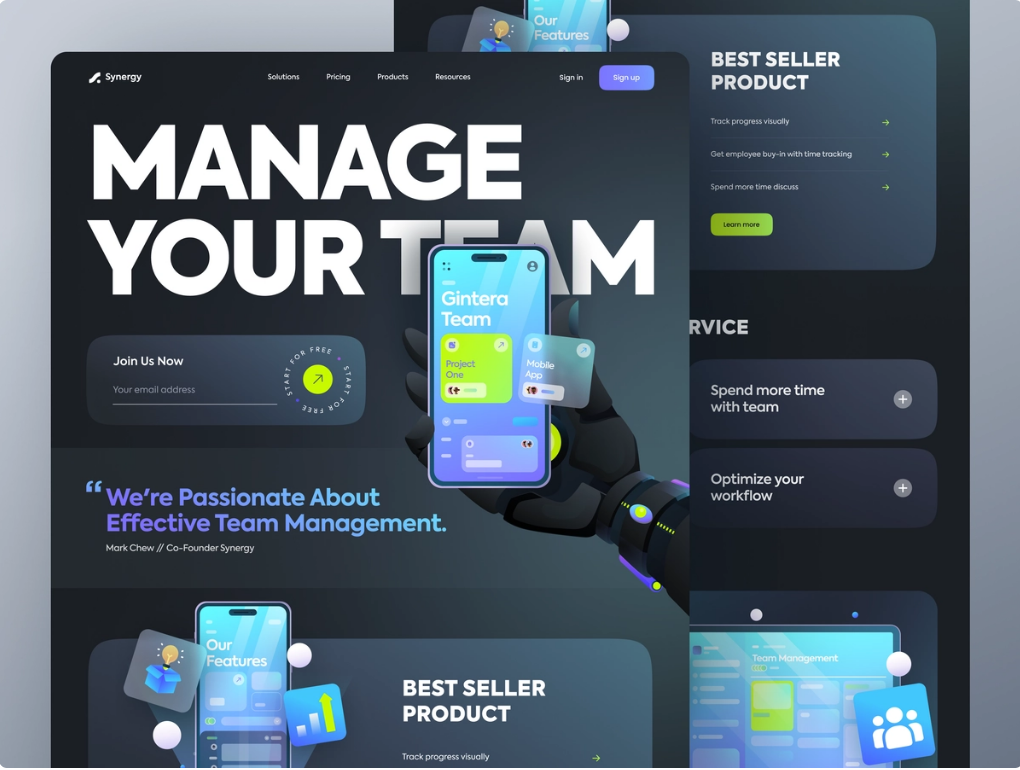 Synergy
Solutions
Pricing
Products
Resources
Sign in
Sign up
MANAGE
YOUR TEAM
Gintera
Team
Project
One
Mobile
App
Join Us Now
Your email address
START FOR FREE • START FOR FREE •
“We're Passionate About
Effective Team Management.
Mark Chew // Co-Founder Synergy
Our
Features
BEST SELLER
PRODUCT
Track progress visually
Our
Features
BEST SELLER
PRODUCT
Track progress visually
Get employee buy-in with time tracking
Spend more time discuss
Learn more
RVICE
Spend more time
with team
Optimize your
workflow
Team Management